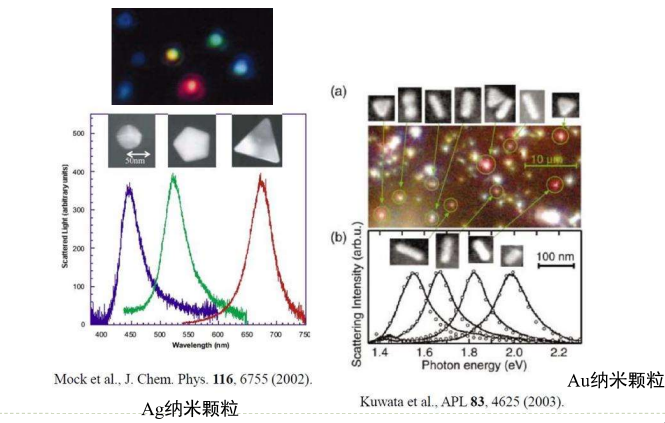 50nm
Scattered Light (arbitrary units)
500
400
300
200
100
0
400
450
500
550
600
650
700
750
Wavelength (nm)
Mock et al., J. Chem. Phys. 116, 6755 (2002).
Ag纳米颗粒
(a)
10 μm
(b)
100 nm
Scattering Intensity (arb.u.)
1.4
1.6
1.8
2.0
2.2
Photon energy (eV)
Au纳米颗粒
Kuwata et al., APL 83, 4625 (2003).